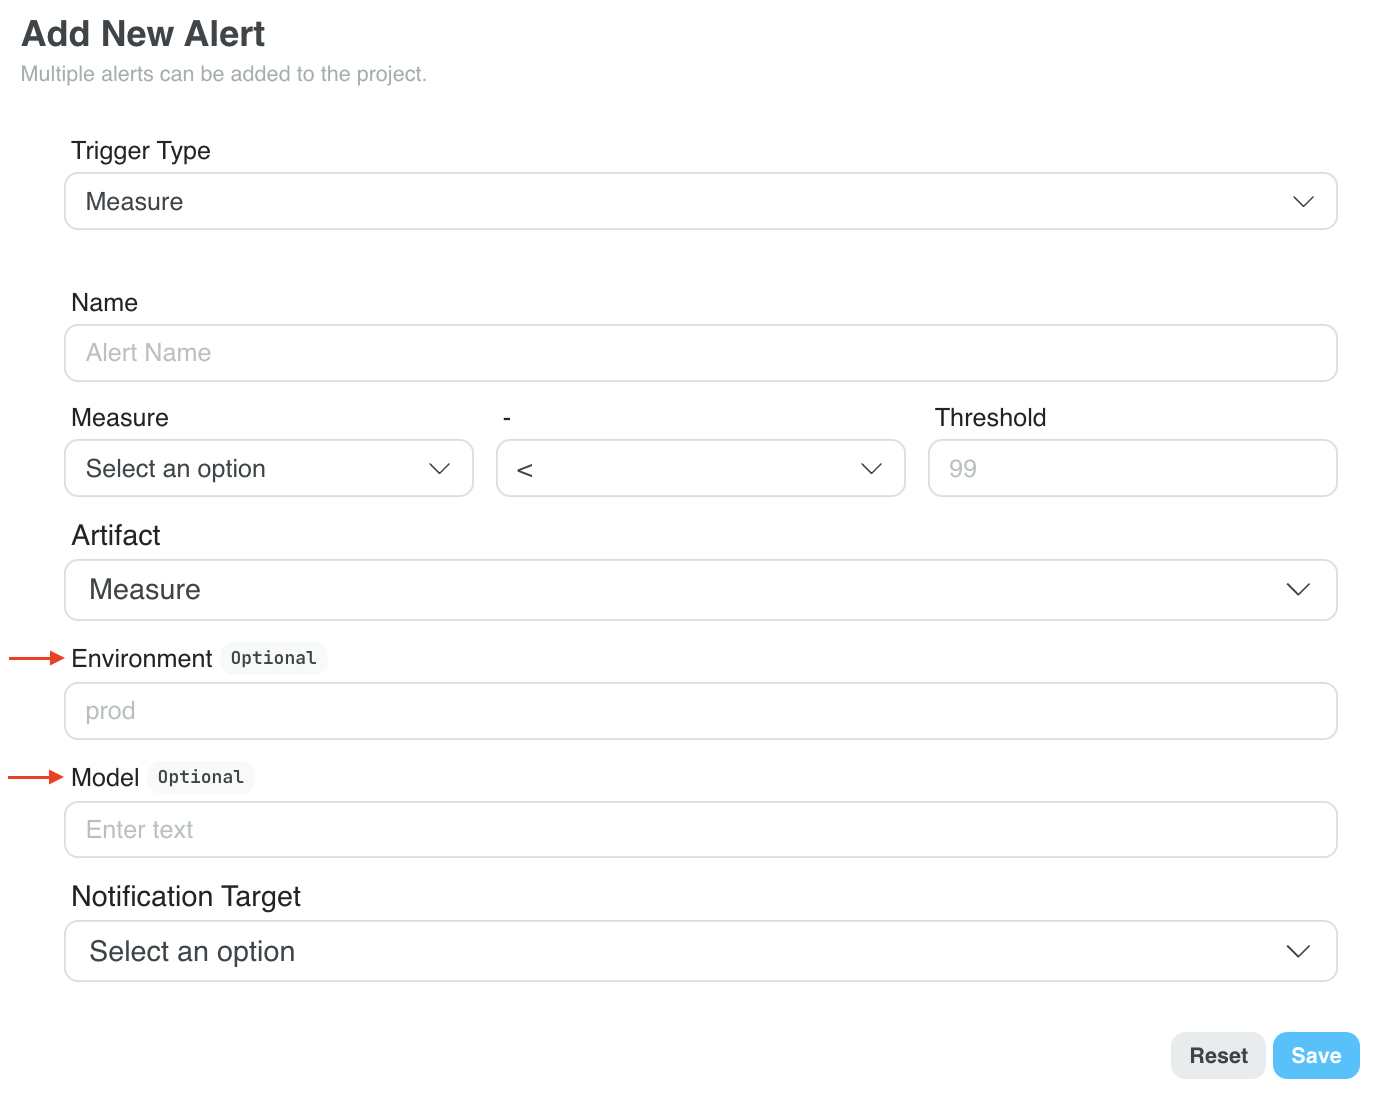 Add New Alert
Multiple alerts can be added to the project.
Trigger Type
Measure
Name
Alert Name
Measure - Threshold
Select an option < 99
Artifact
Measure
Environment Optional
prod
Model Optional
Enter text
Notification Target
Select an option
Reset Save